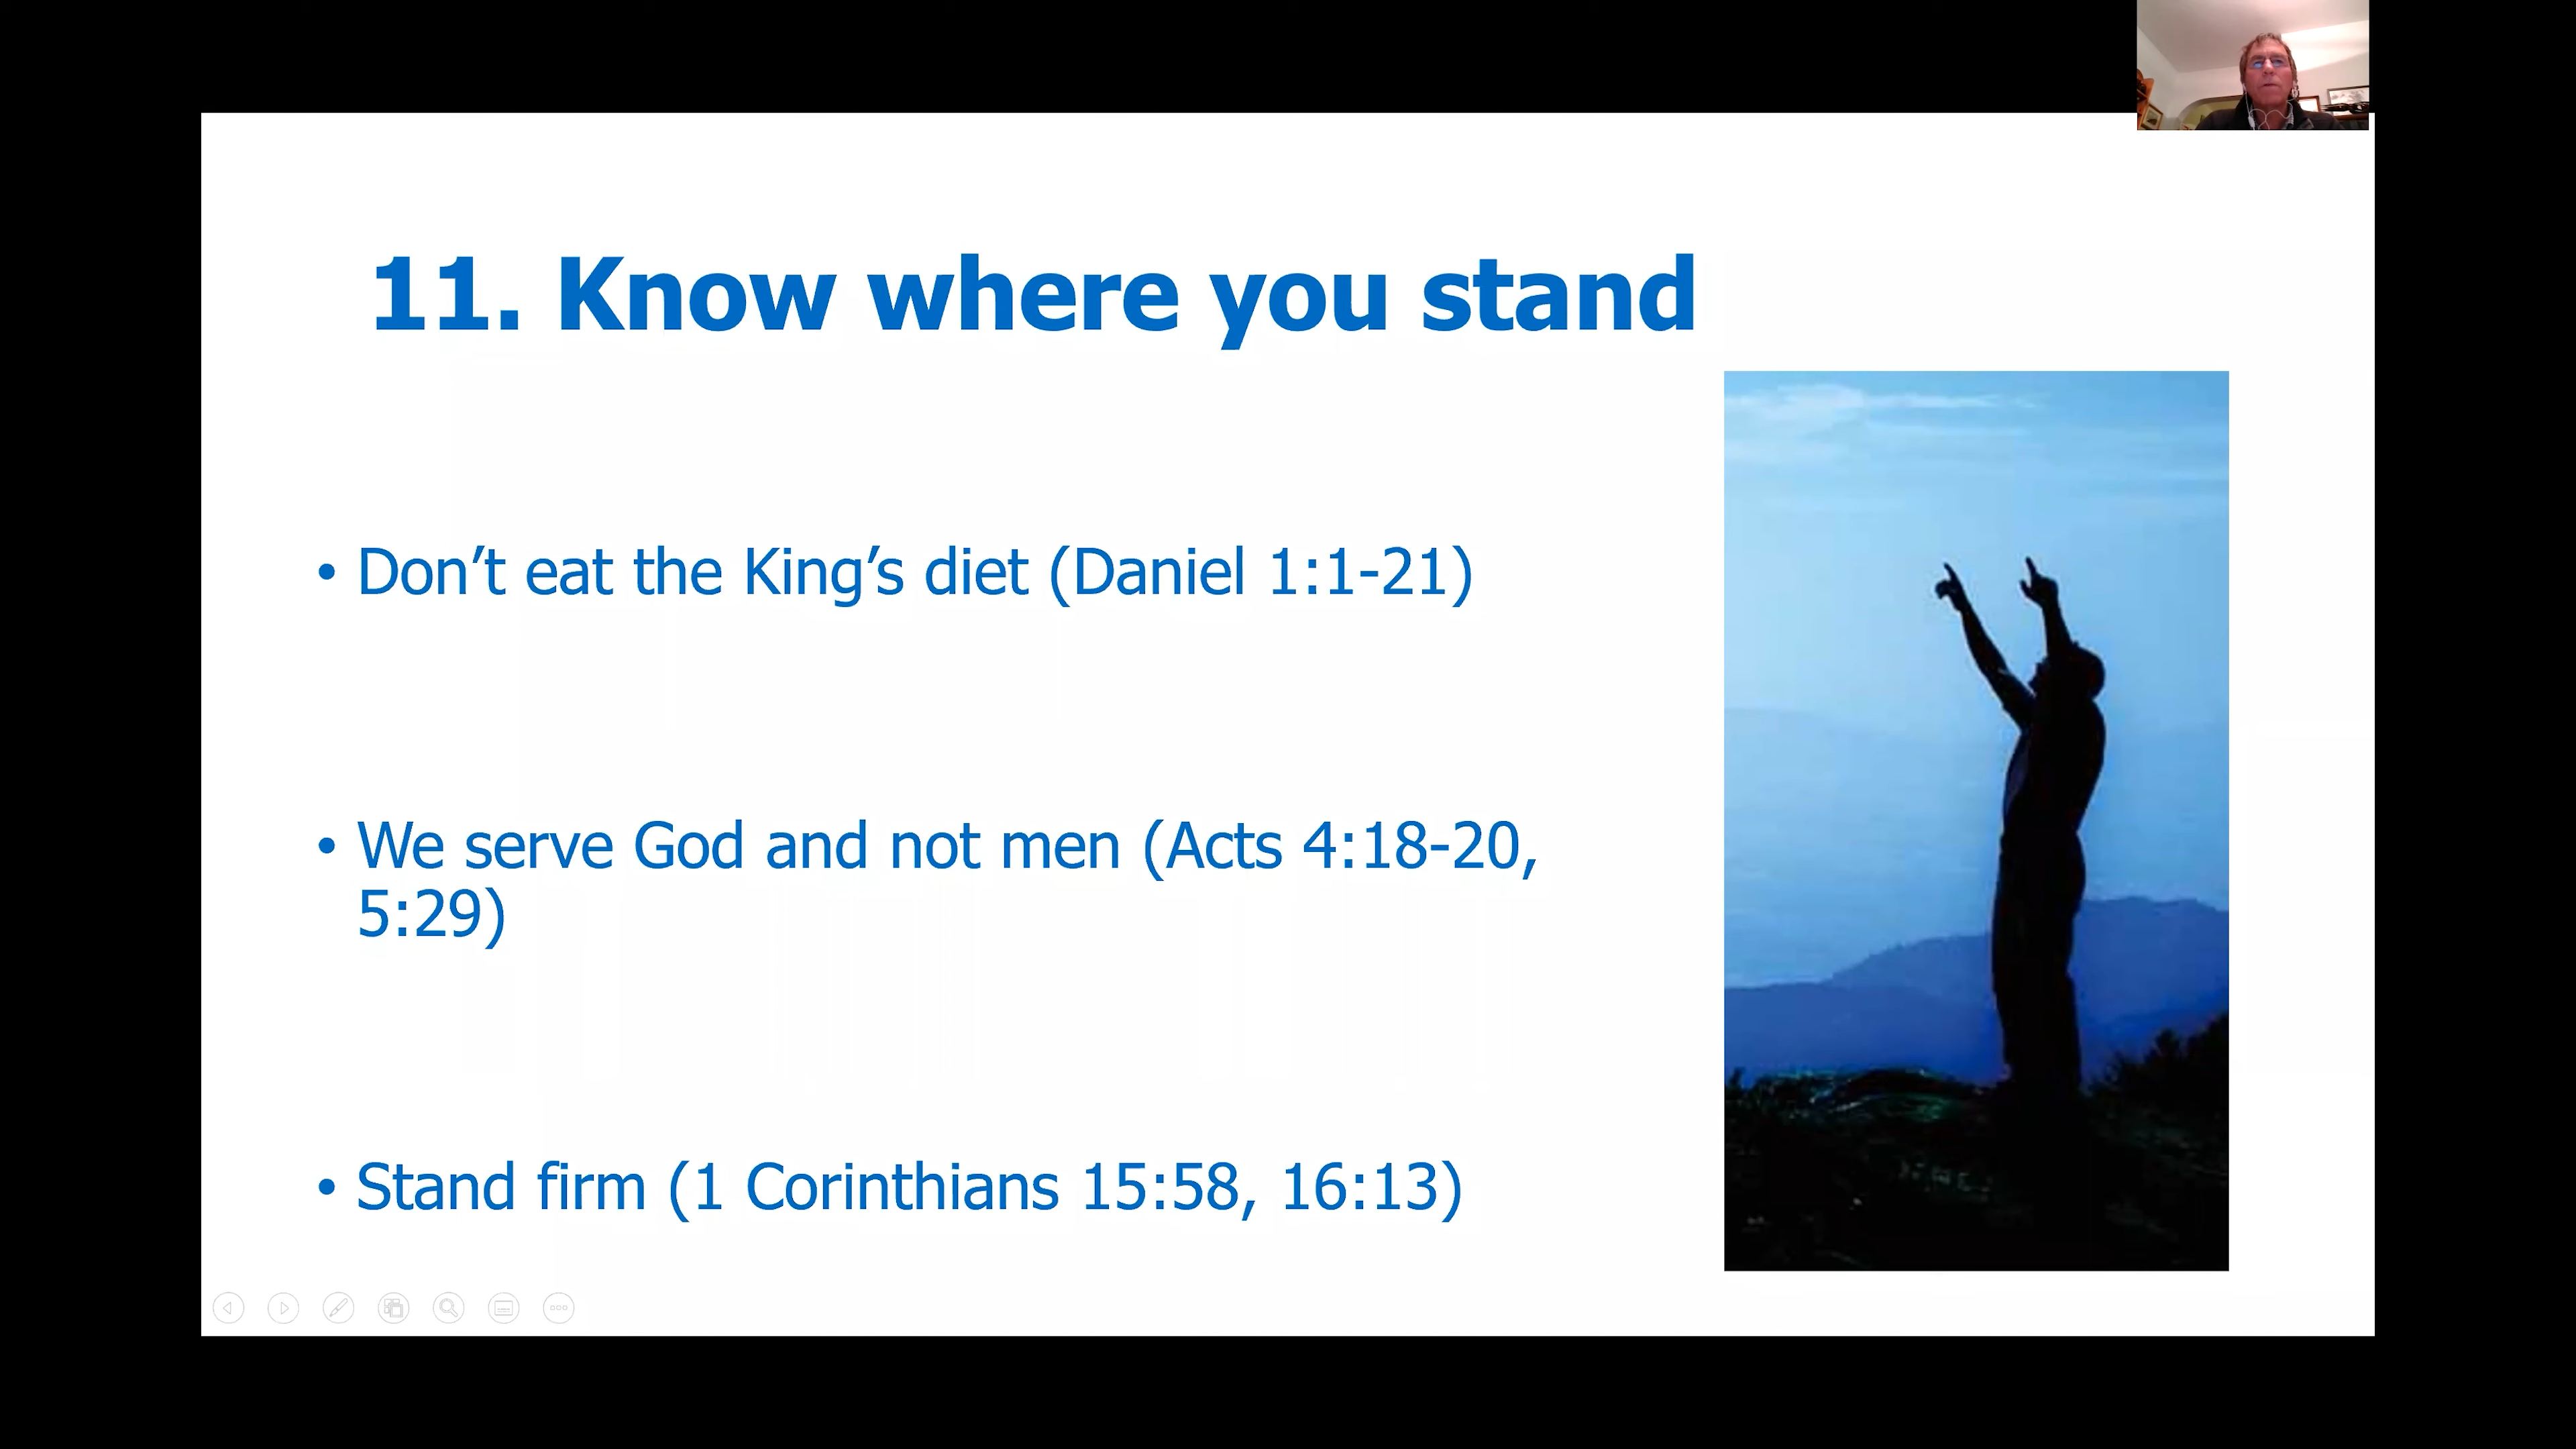 11. Know where you stand
• Don’t eat the King’s diet (Daniel 1:1-21)
• We serve God and not men (Acts 4:18-20,
5:29)
• Stand firm (1 Corinthians 15:58, 16:13)